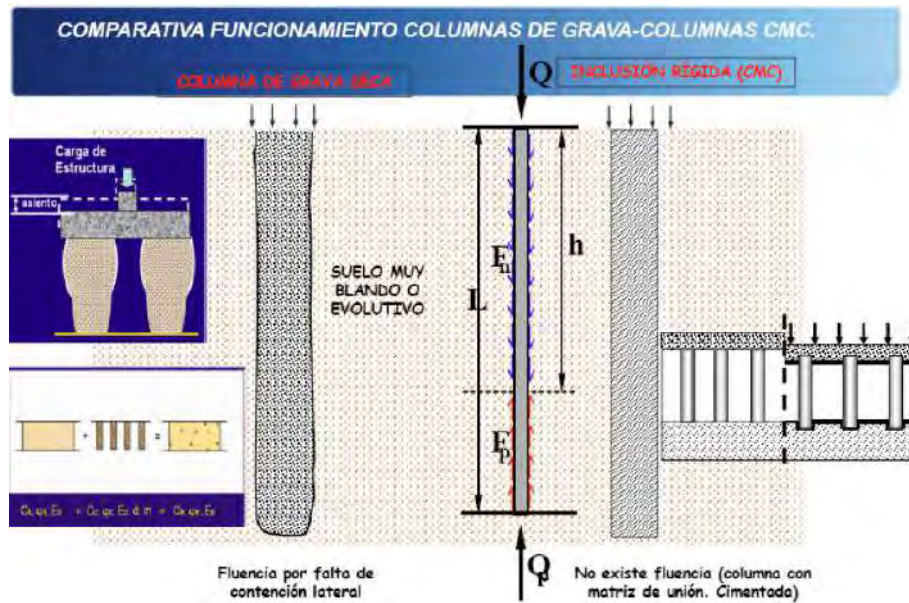 COMPARATIVA FUNCIONAMIENTO COLUMNAS DE GRAVA-COLUMNAS CMC.
COLUMNA DE GRAVA SECA
Q
INCLUSIÓN RÍGIDA (CMC)
Carga de
Estructura
asiento
SUELO MUY
BLANDO O
EVOLUTIVO
Fn
h
L
Fp
Fluencia por falta de
contención lateral
Qp
No existe fluencia (columna con
matriz de unión. Cimentada)